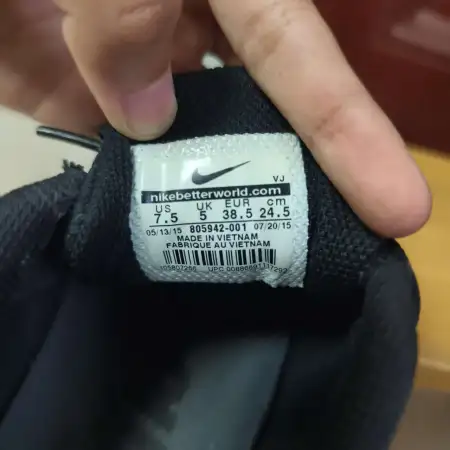 VJ
nikebetterworld.com
US UK EUR cm
7.5 5 38.5 24.5
05/13/15 805942-001 07/20/15
MADE IN VIETNAM
FABRIQUE AU VIETNAM
UPC